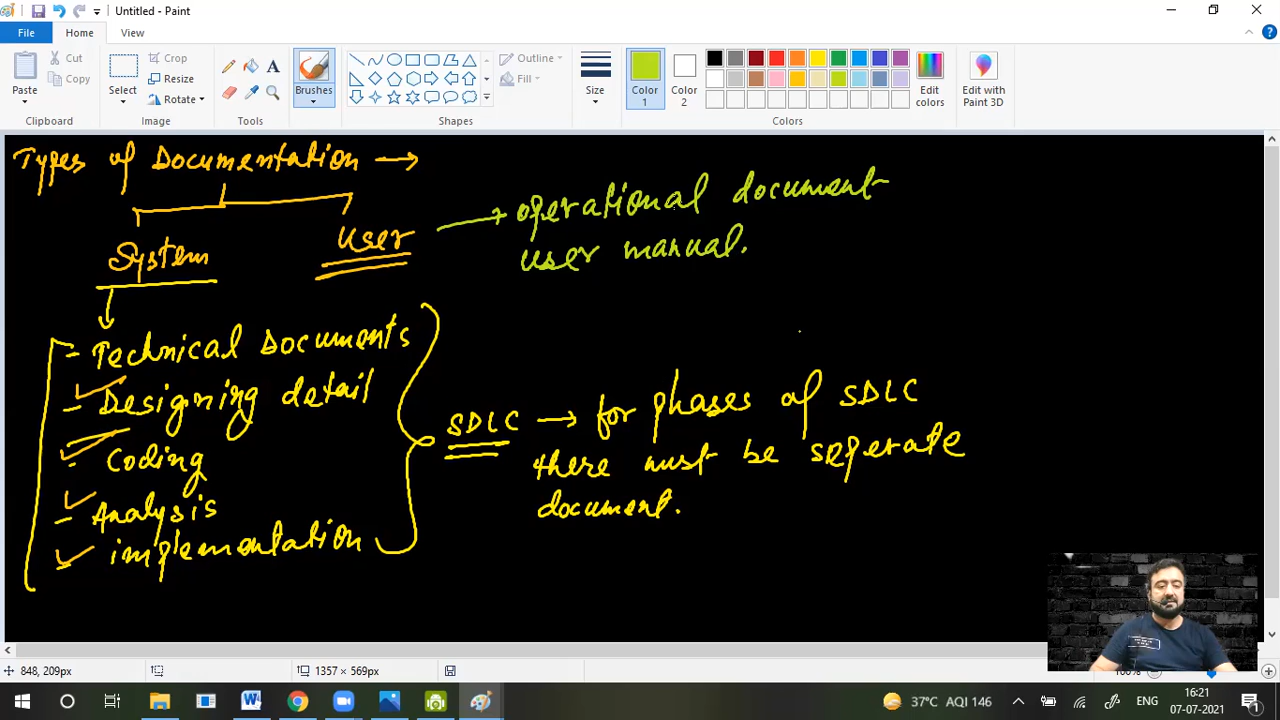 Untitled - Paint
File
Home
View
Paste
Cut
Copy
Clipboard
Select
Crop
Resize
Rotate
Image
Tools
Brushes
Shapes
Outline
Fill
Size
Color 1
Color 2
Colors
Edit colors
Edit with Paint 3D
Types of Documentation →
System
User
→ operational document
user manual.
- Technical Documents
- Designing detail
- Coding
- Analysis
- implementation
SDLC → for phases of SDLC
there must be seperate
document.
848, 209px
1357 × 569px
100%
37°C AQI 146
ENG
16:21
07-07-2021